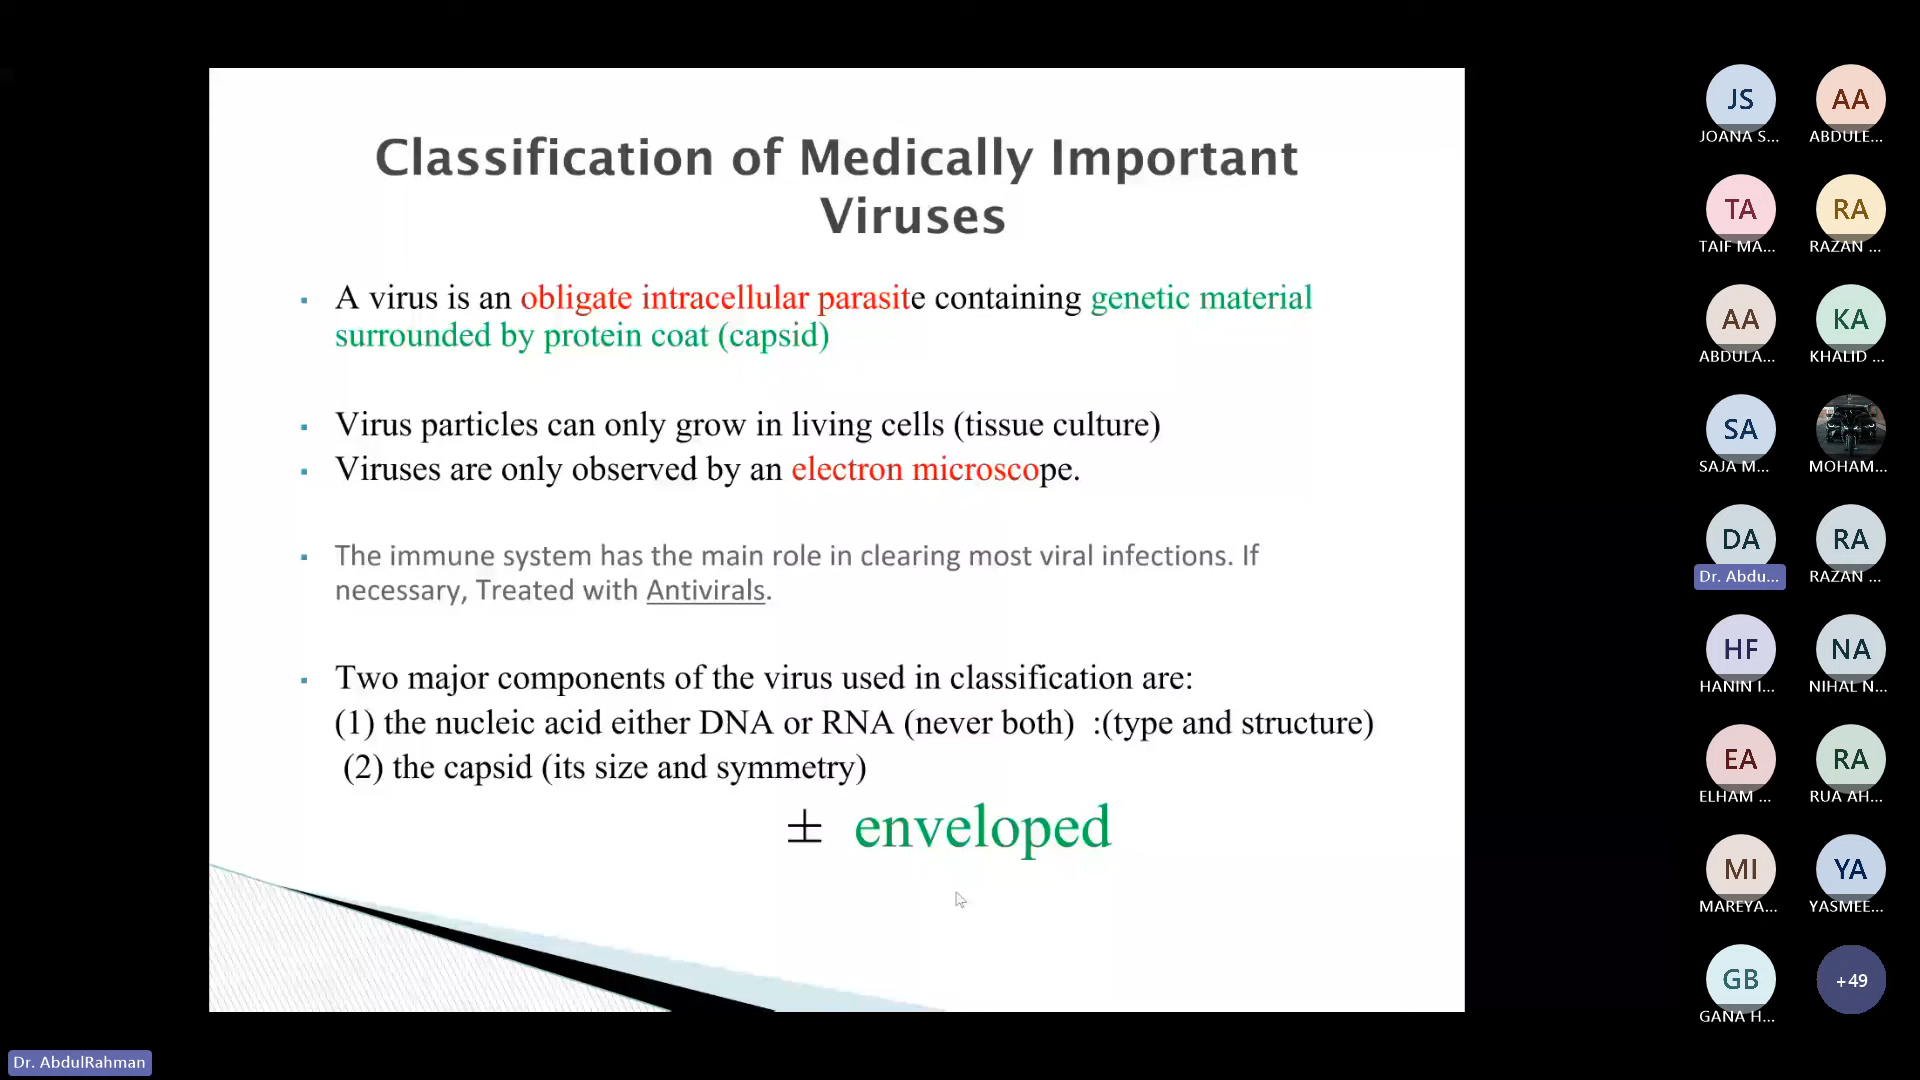 Classification of Medically Important
Viruses
▪ A virus is an obligate intracellular parasite containing genetic material
surrounded by protein coat (capsid)
▪ Virus particles can only grow in living cells (tissue culture)
▪ Viruses are only observed by an electron microscope.
▪ The immune system has the main role in clearing most viral infections. If
necessary, Treated with Antivirals.
▪ Two major components of the virus used in classification are:
(1) the nucleic acid either DNA or RNA (never both) :(type and structure)
(2) the capsid (its size and symmetry)
± enveloped
JS AA
JOANA S... ABDULE...
TA RA
TAIF MA... RAZAN ...
AA KA
ABDULA... KHALID ...
SA
SAJA M... MOHAM...
DA RA
Dr. Abdu... RAZAN ...
HF NA
HANIN I... NIHAL N...
EA RA
ELHAM ... RUA AH...
MI YA
MAREYA... YASMEE...
GB +49
GANA H...
Dr. AbdulRahman